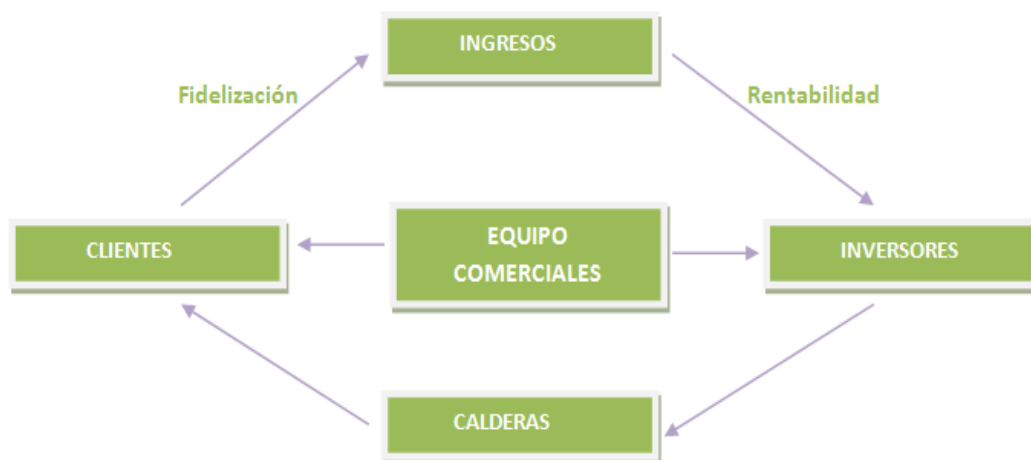 INGRESOS
Fidelización
Rentabilidad
CLIENTES
EQUIPO
COMERCIALES
INVERSORES
CALDERAS